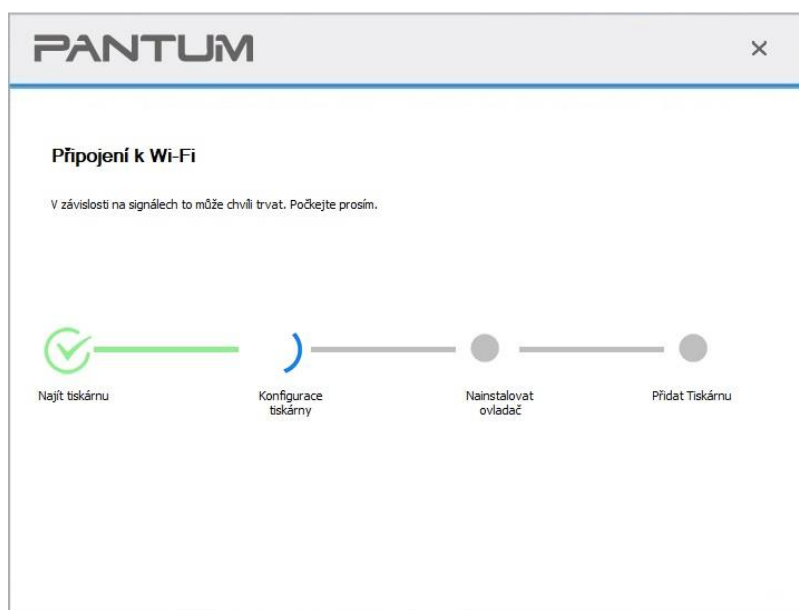 PANTUM
Připojení k Wi-Fi
V závislosti na signálech to může chvíli trvat. Počkejte prosím.
Najít tiskárnu
Konfigurace
tiskárny
Nainstalovat
ovladač
Přidat Tiskárnu